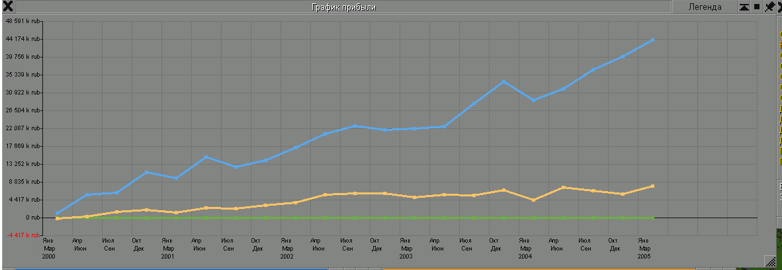 График прибыли
Легенда
48 591 k rub
44 174 k rub
39 756 k rub
35 339 k rub
30 922 k rub
26 504 k rub
22 087 k rub
17 669 k rub
13 252 k rub
8 835 k rub
4 417 k rub
0 rub
-4 417 k rub
Янв Апр Июл Окт Янв Апр Июл Окт Янв Апр Июл Окт Янв Апр Июл Окт Янв Апр Июл Окт Янв
Мар Июн Сен Дек Мар Июн Сен Дек Мар Июн Сен Дек Мар Июн Сен Дек Мар Июн Сен Дек Мар
2000 2001 2002 2003 2004 2005